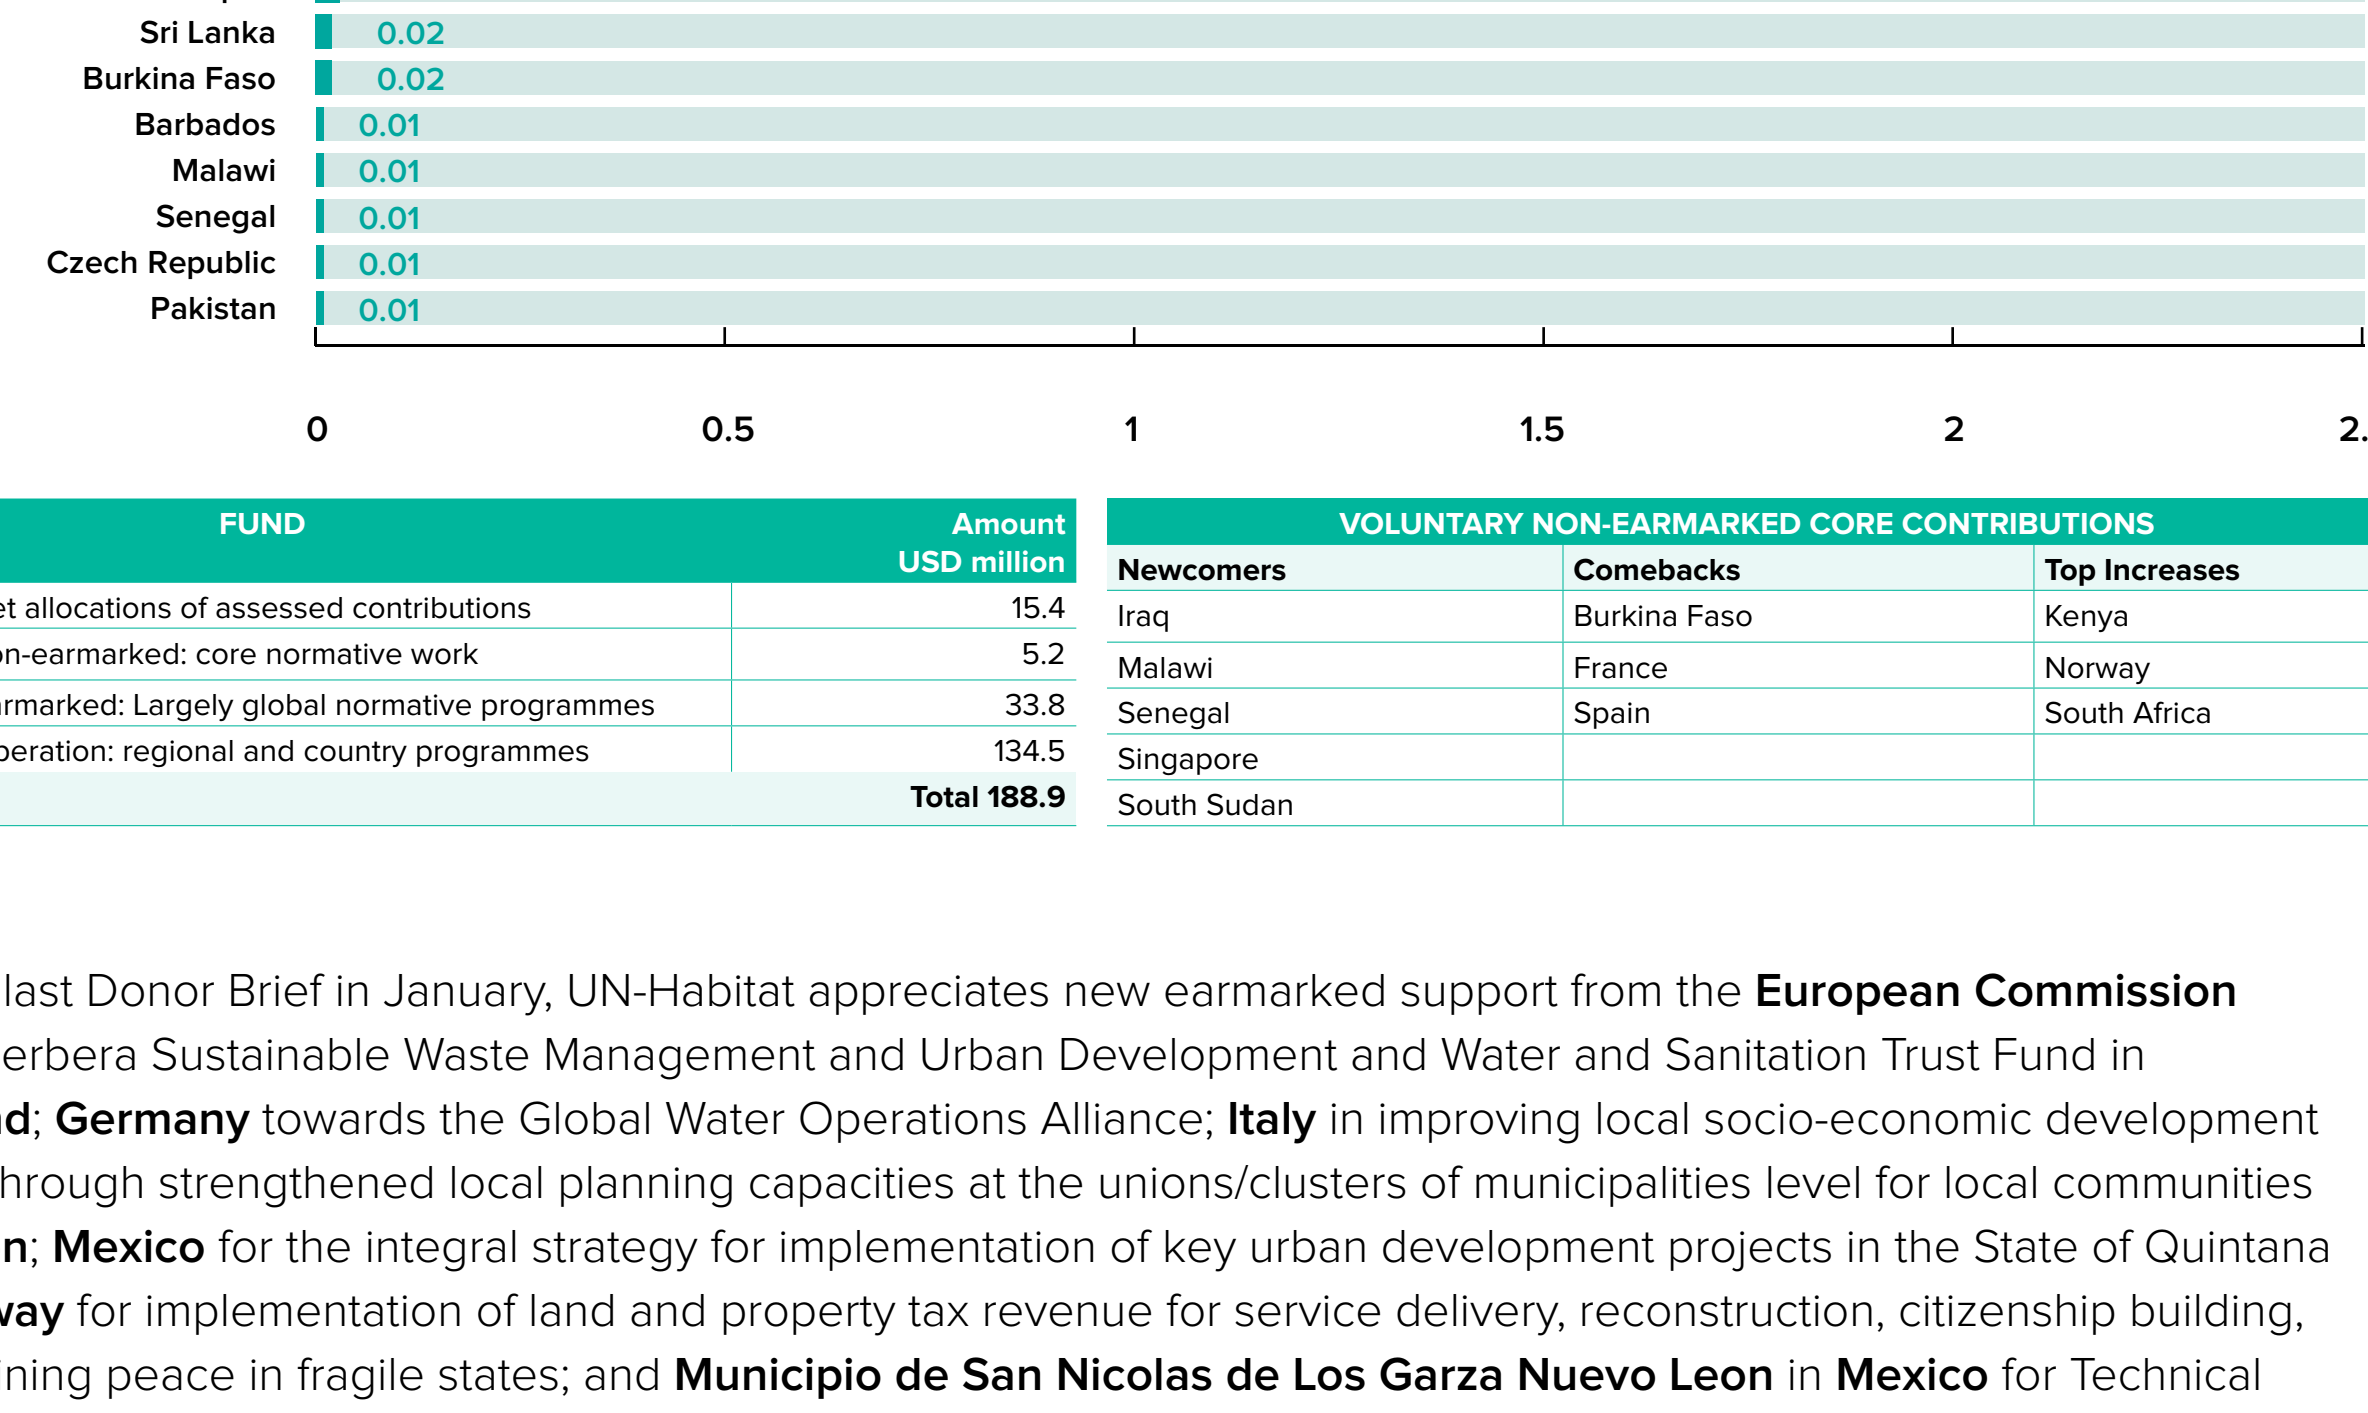 Sri Lanka 0.02
Burkina Faso 0.02
Barbados 0.01
Malawi 0.01
Senegal 0.01
Czech Republic 0.01
Pakistan 0.01
0 0.5 1 1.5 2 2.
FUND Amount
USD million
allocations of assessed contributions 15.4
-earmarked: core normative work 5.2
: Largely global normative programmes 33.8
: regional and country programmes 134.5
Total 188.9
VOLUNTARY NON-EARMARKED CORE CONTRIBUTIONS
Newcomers Comebacks Top Increases
Iraq Burkina Faso Kenya
Malawi France Norway
Senegal Spain South Africa
Singapore
South Sudan
last Donor Brief in January, UN-Habitat appreciates new earmarked support from the European Commission
erbera Sustainable Waste Management and Urban Development and Water and Sanitation Trust Fund in
d; Germany towards the Global Water Operations Alliance; Italy in improving local socio-economic development
hrough strengthened local planning capacities at the unions/clusters of municipalities level for local communities
n; Mexico for the integral strategy for implementation of key urban development projects in the State of Quintana
way for implementation of land and property tax revenue for service delivery, reconstruction, citizenship building,
ining peace in fragile states; and Municipio de San Nicolas de Los Garza Nuevo Leon in Mexico for Technical